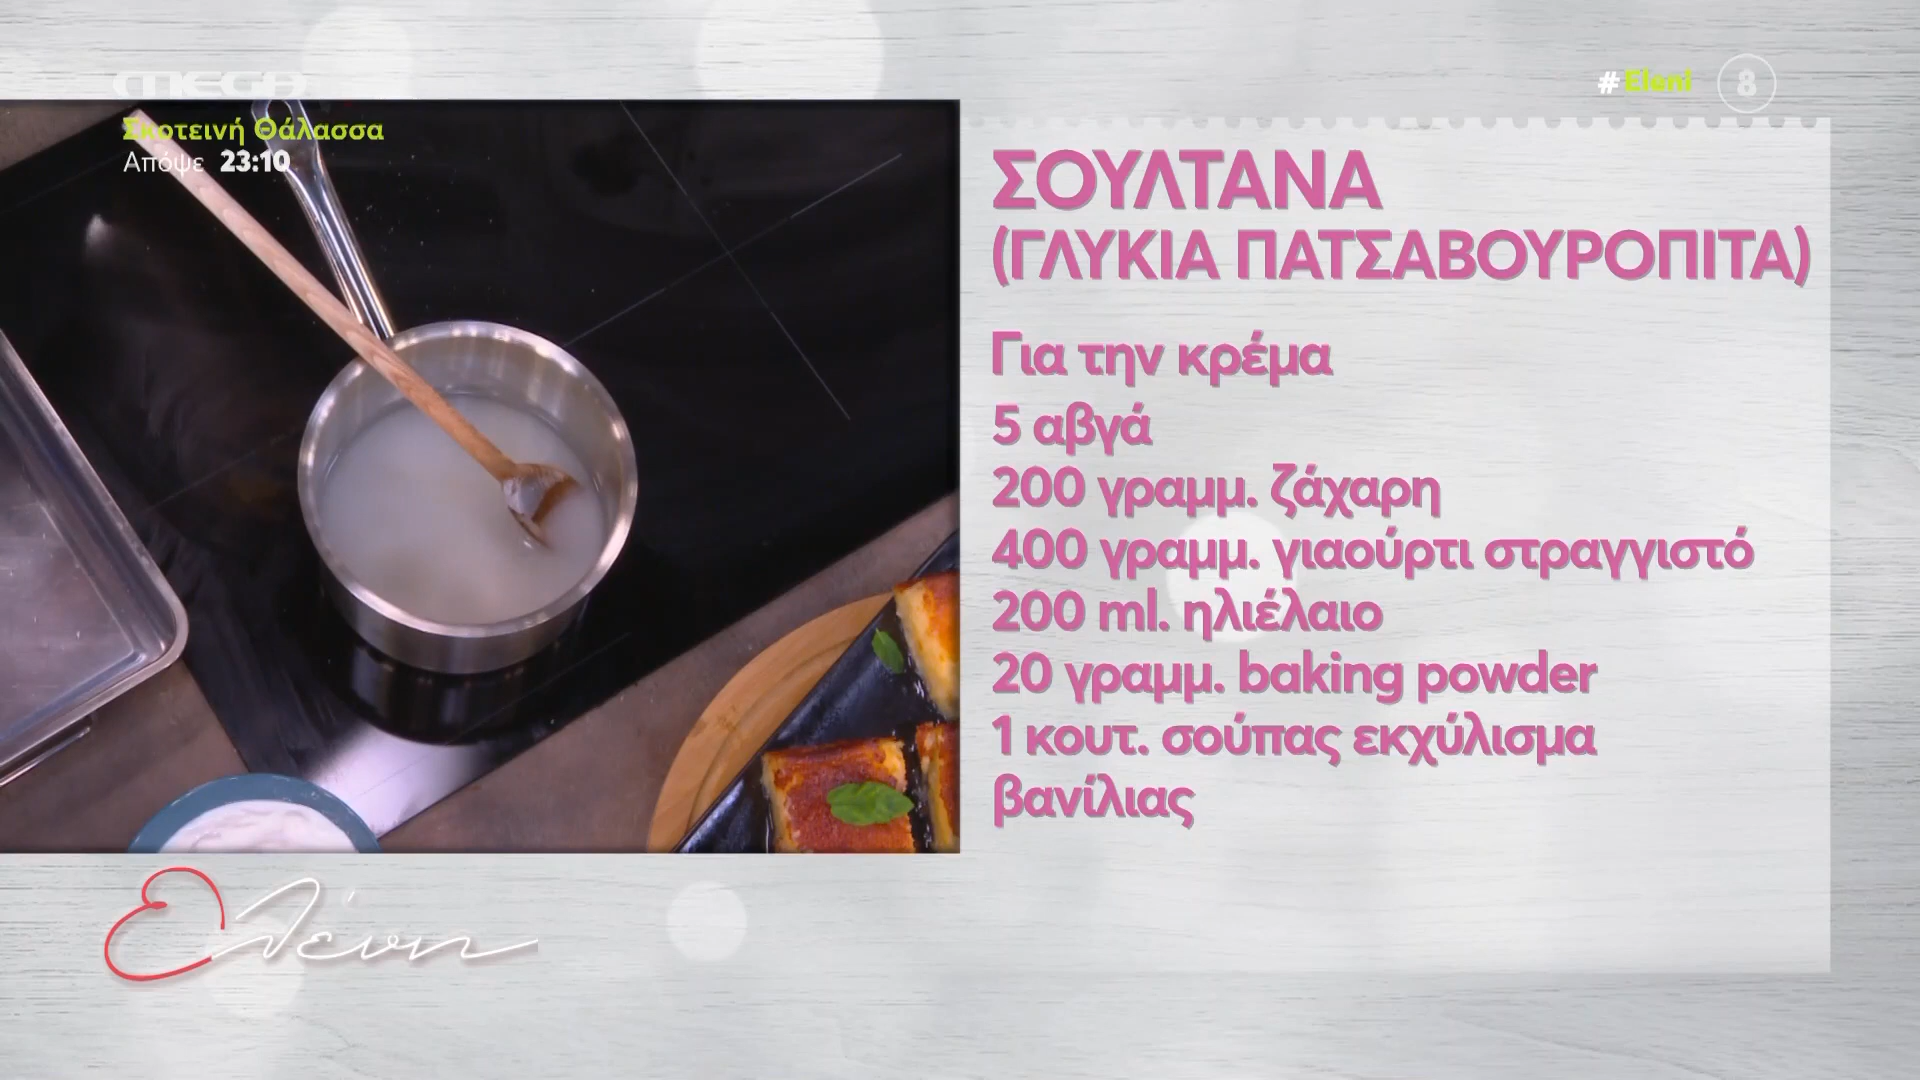 MEGA
Σκοτεινή Θάλασσα
Απόψε 23:10
#Eleni 8
ΣΟΥΛΤΑΝΑ
(ΓΛΥΚΙΑ ΠΑΤΣΑΒΟΥΡΟΠΙΤΑ)
Για την κρέμα
5 αβγά
200 γραμμ. ζάχαρη
400 γραμμ. γιαούρτι στραγγιστό
200 ml. ηλιέλαιο
20 γραμμ. baking powder
1 κουτ. σούπας εκχύλισμα
βανίλιας
Ελένη